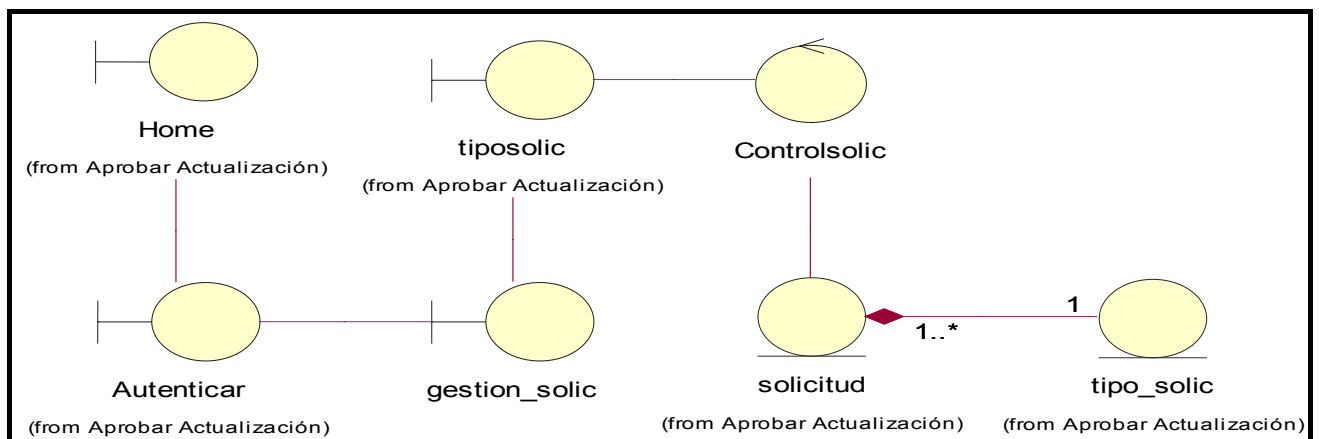 Home
(from Aprobar Actualización)
tiposolic
(from Aprobar Actualización)
Controlsolic
Autenticar
(from Aprobar Actualización)
gestion_solic
solicitud
(from Aprobar Actualización)
1..*
1
tipo_solic
(from Aprobar Actualización)